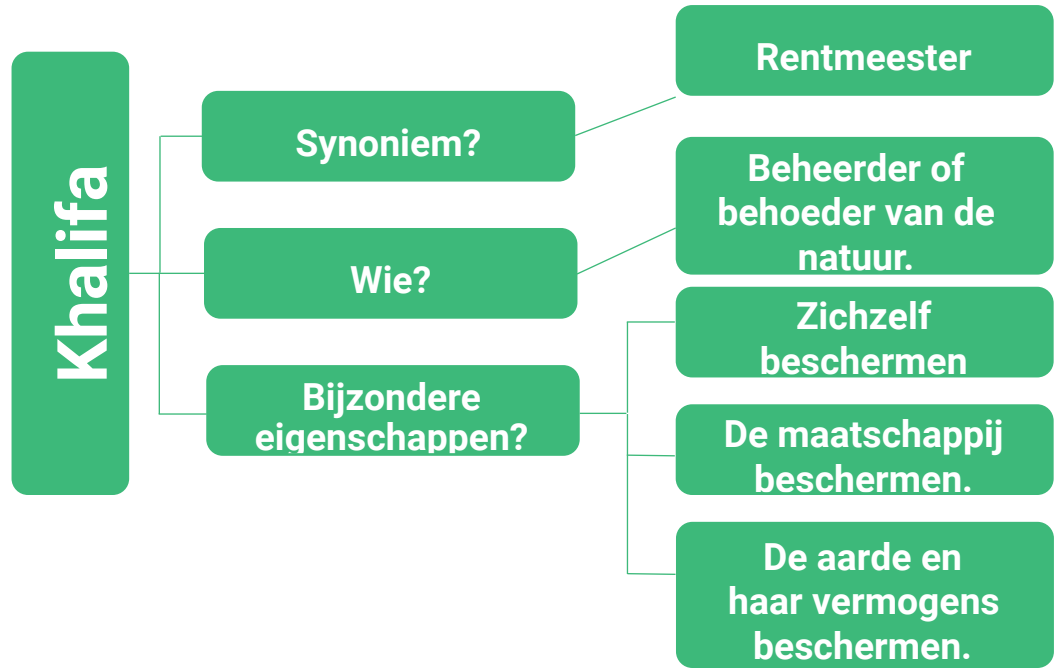 Khalifa
Synoniem?
Rentmeester
Wie?
Beheerder of
behoeder van de
natuur.
Bijzondere
eigenschappen?
Zichzelf
beschermen
De maatschappij
beschermen.
De aarde en
haar vermogens
beschermen.